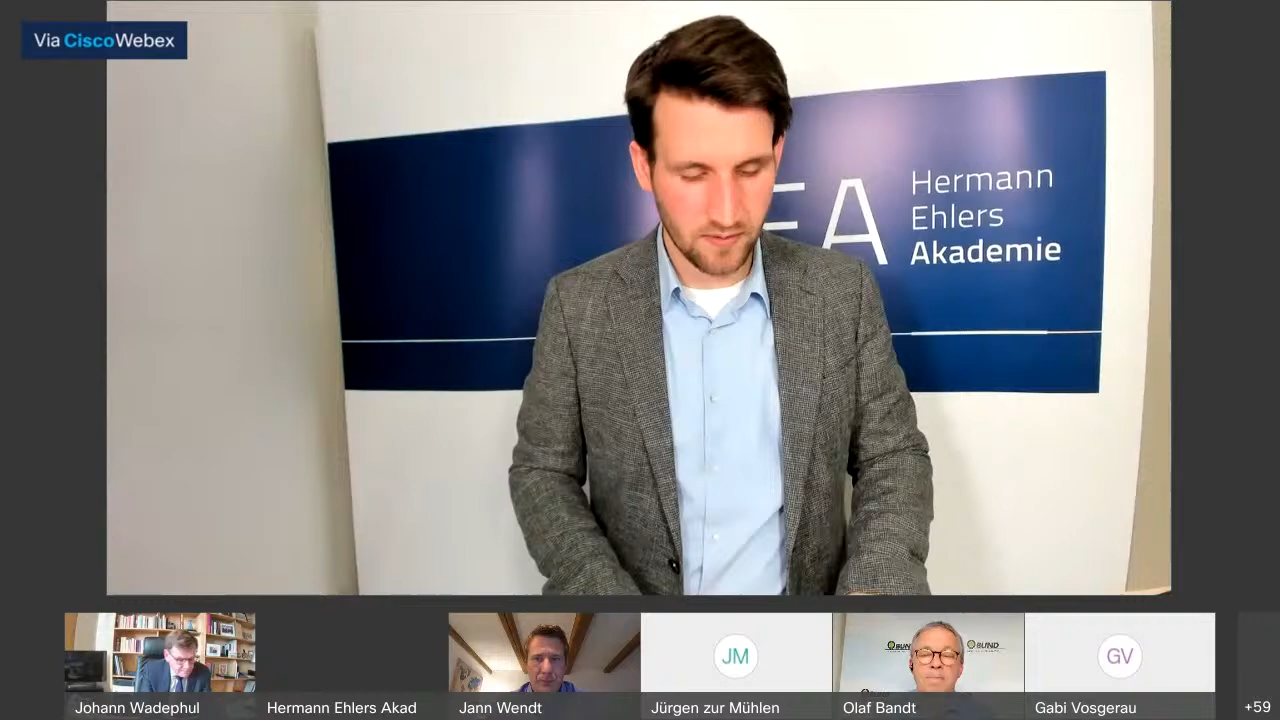 Via CiscoWebex
EA
Hermann
Ehlers
Akademie
BUND
BUND
BUND
JM
GV
Johann Wadephul
Hermann Ehlers Akad
Jann Wendt
Jürgen zur Mühlen
Olaf Bandt
Gabi Vosgerau
+59